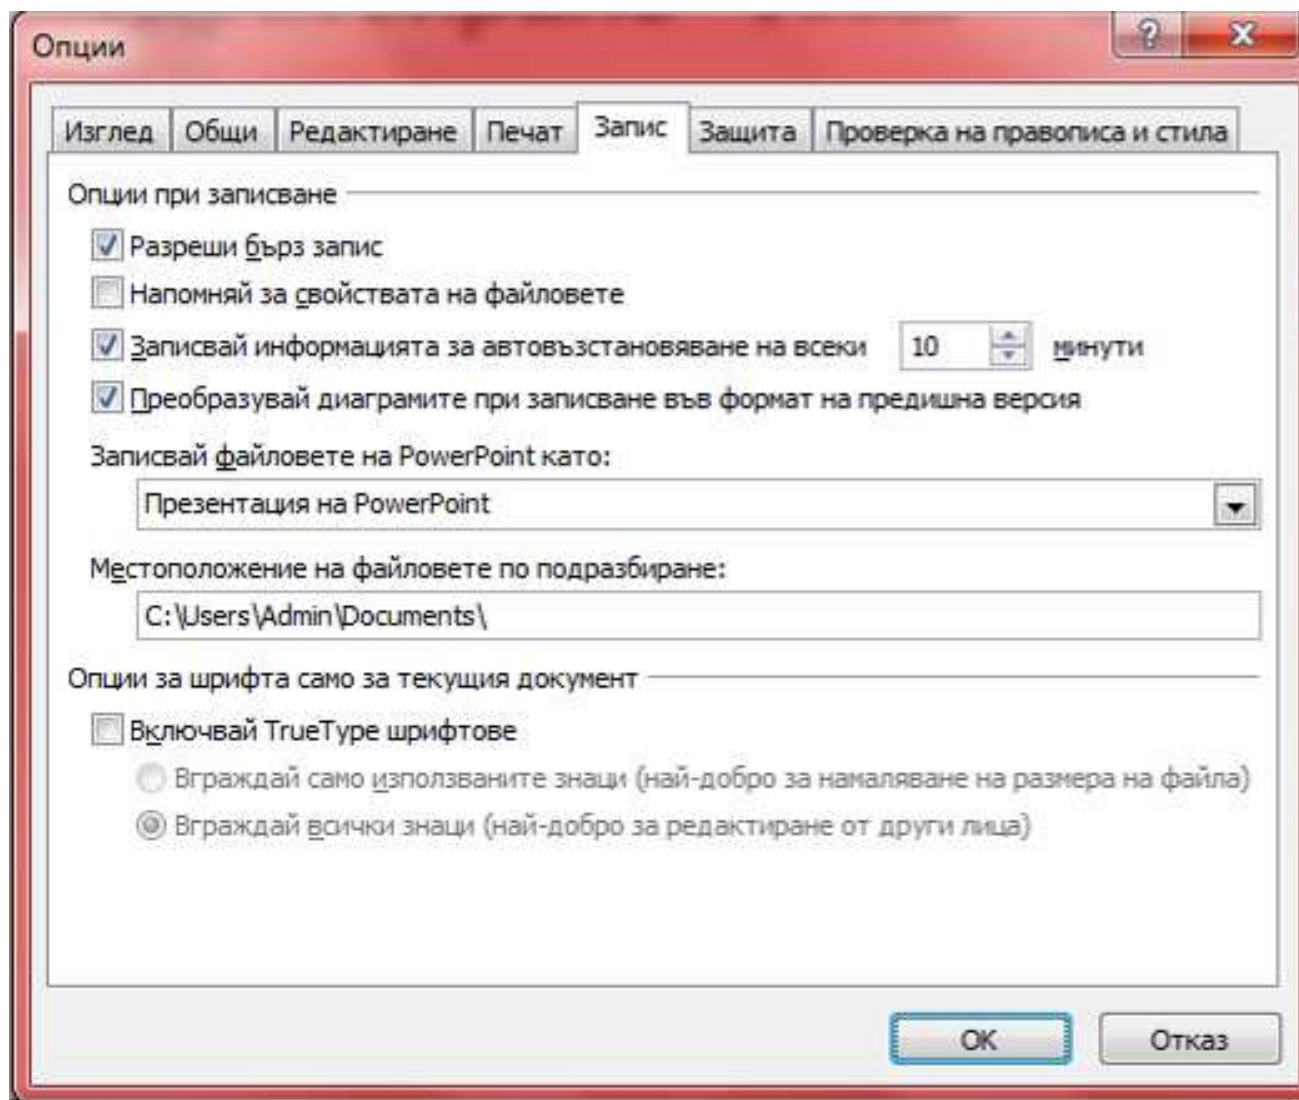 Опции
Изглед Общи Редактиране Печат Запис Защита Проверка на правописа и стила
Опции при записване
Разреши бърз запис
Напомняй за свойствата на файловете
Записвай информацията за автовъзстановяване на всеки 10 минути
Преобразувай диаграмите при записване във формат на предишна версия
Записвай файловете на PowerPoint като:
Презентация на PowerPoint
Местоположение на файловете по подразбиране:
C:\Users\Admin\Documents\
Опции за шрифта само за текущия документ
Включвай TrueType шрифтове
Вграждай само използваните знаци (най-добро за намаляване на размера на файла)
Вграждай всички знаци (най-добро за редактиране от други лица)
OK Отказ